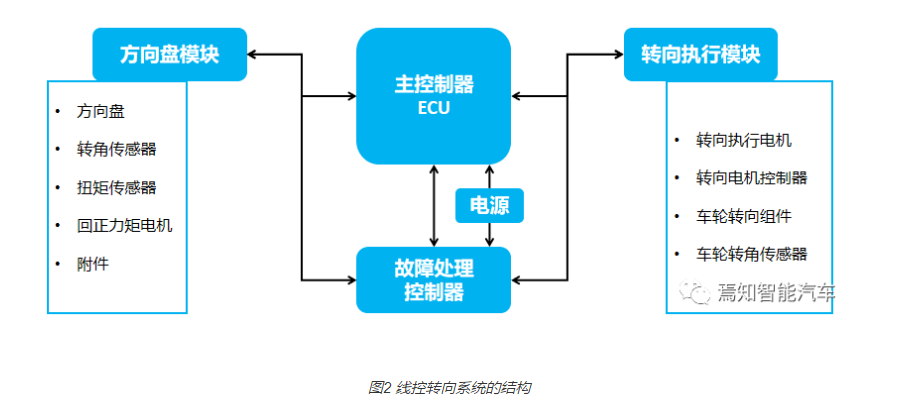 方向盘模块
主控制器
ECU
转向执行模块
• 方向盘
• 转角传感器
• 扭矩传感器
• 回正力矩电机
• 附件
• 转向执行电机
• 转向电机控制器
• 车轮转向组件
• 车轮转角传感器
电源
故障处理
控制器
焉知智能汽车
图2 线控转向系统的结构